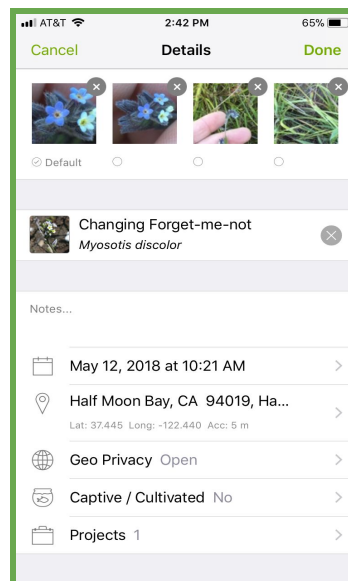 AT&T 2:42 PM 65%
Cancel Details Done
Default
Changing Forget-me-not
Myosotis discolor
Notes...
May 12, 2018 at 10:21 AM
Half Moon Bay, CA 94019, Ha...
Lat: 37.445 Long: -122.440 Acc: 5 m
Geo Privacy Open
Captive / Cultivated No
Projects 1